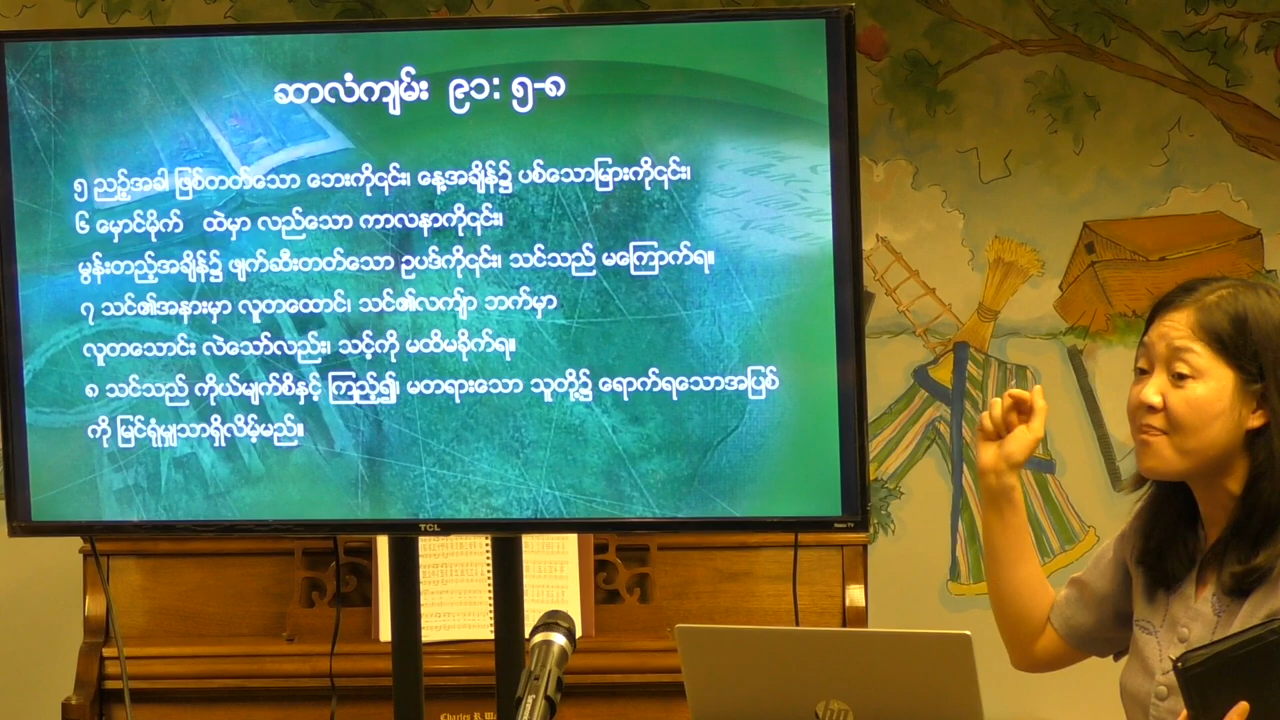 ဆာလံကျမ်း ၉၁: ၅-၈
၅ ညဉ့်အခါ ဖြစ်တတ်သော ဘေးကို၎င်း၊ နေ့အချိန်၌ ပစ်သောမြားကို၎င်း၊
၆ မှောင်မိုက် ထဲမှာ လည်သော ကာလနာကို၎င်း၊
မွန်းတည့်အချိန်၌ ဖျက်ဆီးတတ်သော ဥပဒ်ကို၎င်း၊ သင်သည် မကြောက်ရ။
၇ သင်၏အနားမှာ လူတထောင်၊ သင်၏လက်ျာ ဘက်မှာ
လူတသောင်း လဲသော်လည်း၊ သင့်ကို မထိမခိုက်ရ။
၈ သင်သည် ကိုယ်မျက်စိနှင့် ကြည့်၍၊ မတရားသော သူတို့၌ ရောက်ရသောအပြစ်
ကို မြင်ရုံမျှသာရှိလိမ့်မည်။
TCL
Roku TV
Charles R. W
hp